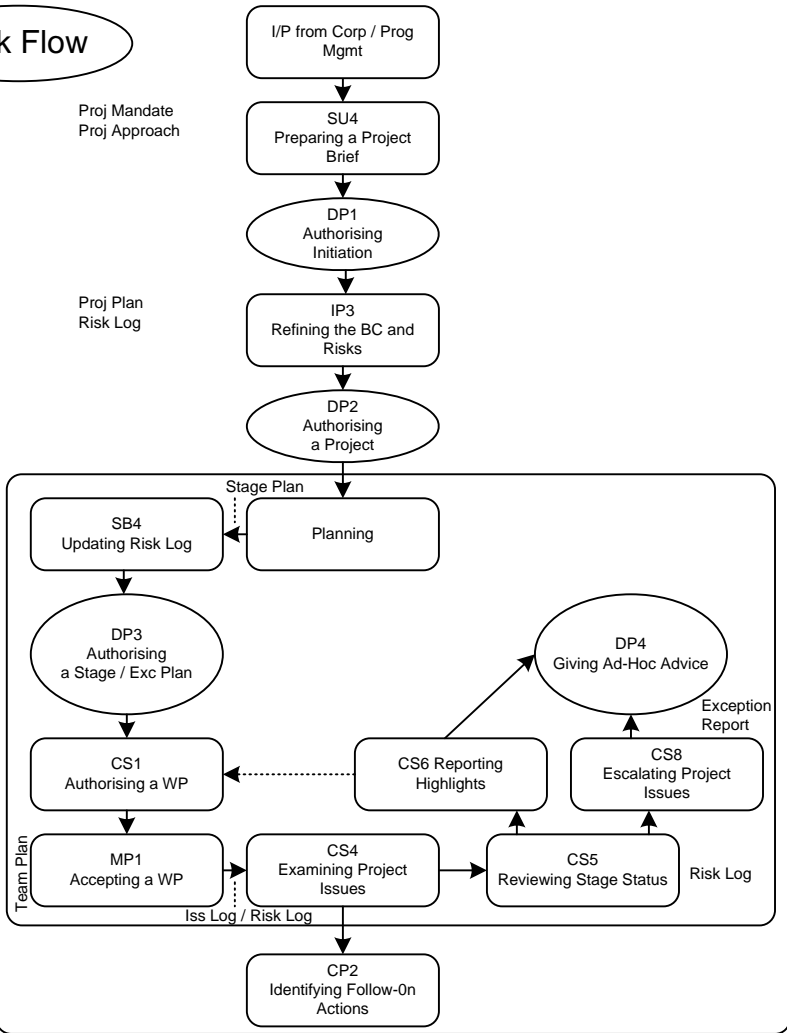 k Flow
I/P from Corp / Prog
Mgmt
Proj Mandate
Proj Approach
SU4
Preparing a Project
Brief
DP1
Authorising
Initiation
Proj Plan
Risk Log
IP3
Refining the BC and
Risks
DP2
Authorising
a Project
Stage Plan
SB4
Updating Risk Log
Planning
DP3
Authorising
a Stage / Exc Plan
DP4
Giving Ad-Hoc Advice
Exception
Report
CS1
Authorising a WP
CS6 Reporting
Highlights
CS8
Escalating Project
Issues
Team Plan
MP1
Accepting a WP
CS4
Examining Project
Issues
CS5
Reviewing Stage Status
Risk Log
Iss Log / Risk Log
CP2
Identifying Follow-0n
Actions